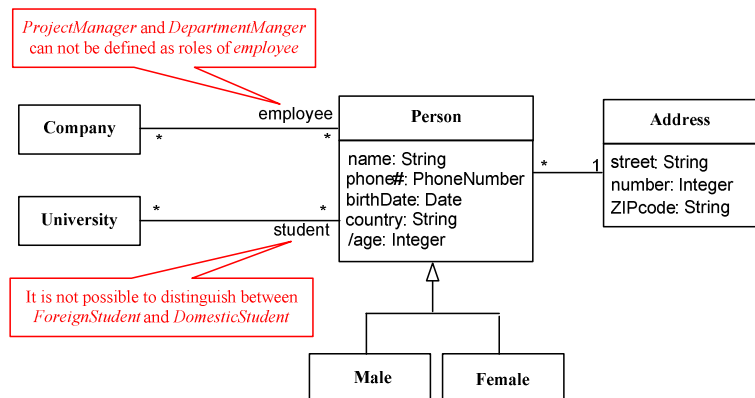 ProjectManager and DepartmentManger
can not be defined as roles of employee
employee
Company
*
*
Person
name: String
phone#: PhoneNumber
birthDate: Date
country: String
/age: Integer
*
1
Address
street: String
number: Integer
ZIPcode: String
University
*
*
student
It is not possible to distinguish between
ForeignStudent and DomesticStudent
Male
Female